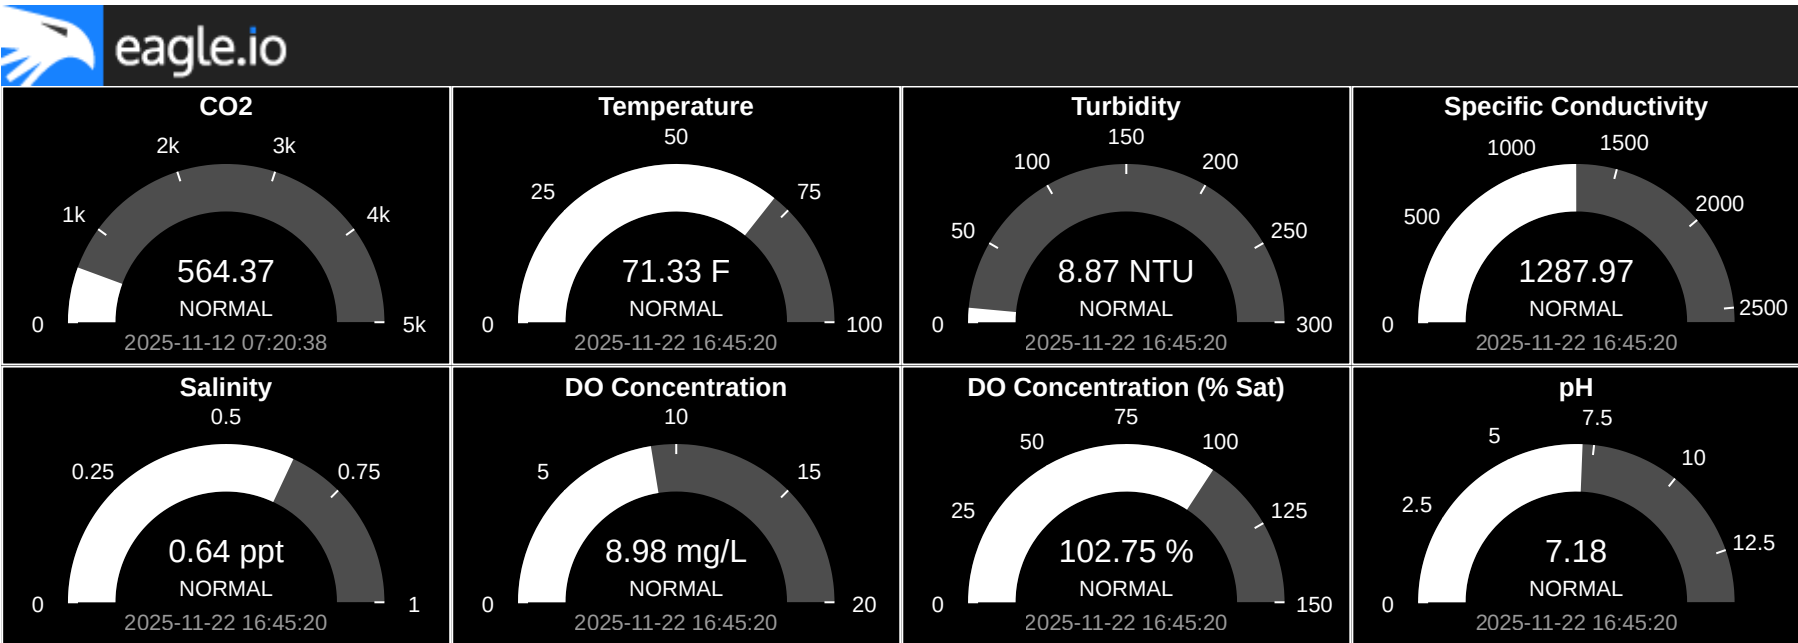 eagle.io
CO2
0
1k
2k
3k
4k
5k
564.37
NORMAL
2025-11-12 07:20:38
Temperature
0
25
50
75
100
71.33 F
NORMAL
2025-11-22 16:45:20
Turbidity
0
50
100
150
200
250
300
8.87 NTU
NORMAL
2025-11-22 16:45:20
Specific Conductivity
0
500
1000
1500
2000
2500
1287.97
NORMAL
2025-11-22 16:45:20
Salinity
0
0.25
0.5
0.75
1
0.64 ppt
NORMAL
2025-11-22 16:45:20
DO Concentration
0
5
10
15
20
8.98 mg/L
NORMAL
2025-11-22 16:45:20
DO Concentration (% Sat)
0
25
50
75
100
125
150
102.75 %
NORMAL
2025-11-22 16:45:20
pH
0
2.5
5
7.5
10
12.5
7.18
NORMAL
2025-11-22 16:45:20